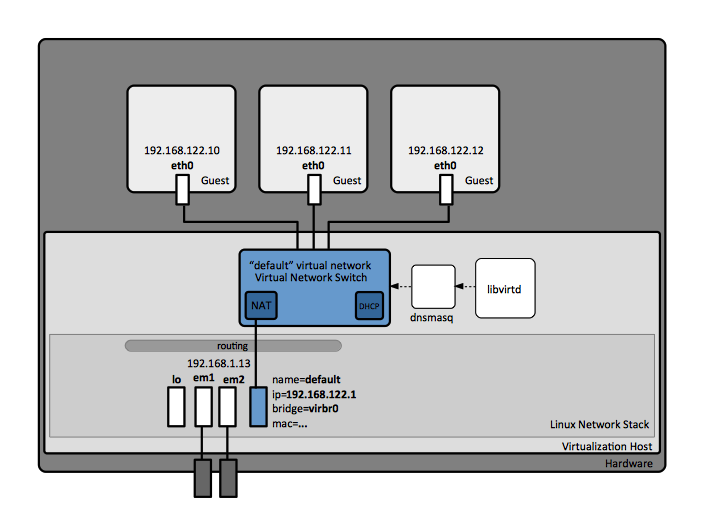 192.168.122.10
eth0
Guest
192.168.122.11
eth0
Guest
192.168.122.12
eth0
Guest
“default” virtual network
Virtual Network Switch
NAT
DHCP
dnsmasq
libvirtd
routing
192.168.1.13
lo
em1
em2
name=default
ip=192.168.122.1
bridge=virbr0
mac=...
Linux Network Stack
Virtualization Host
Hardware